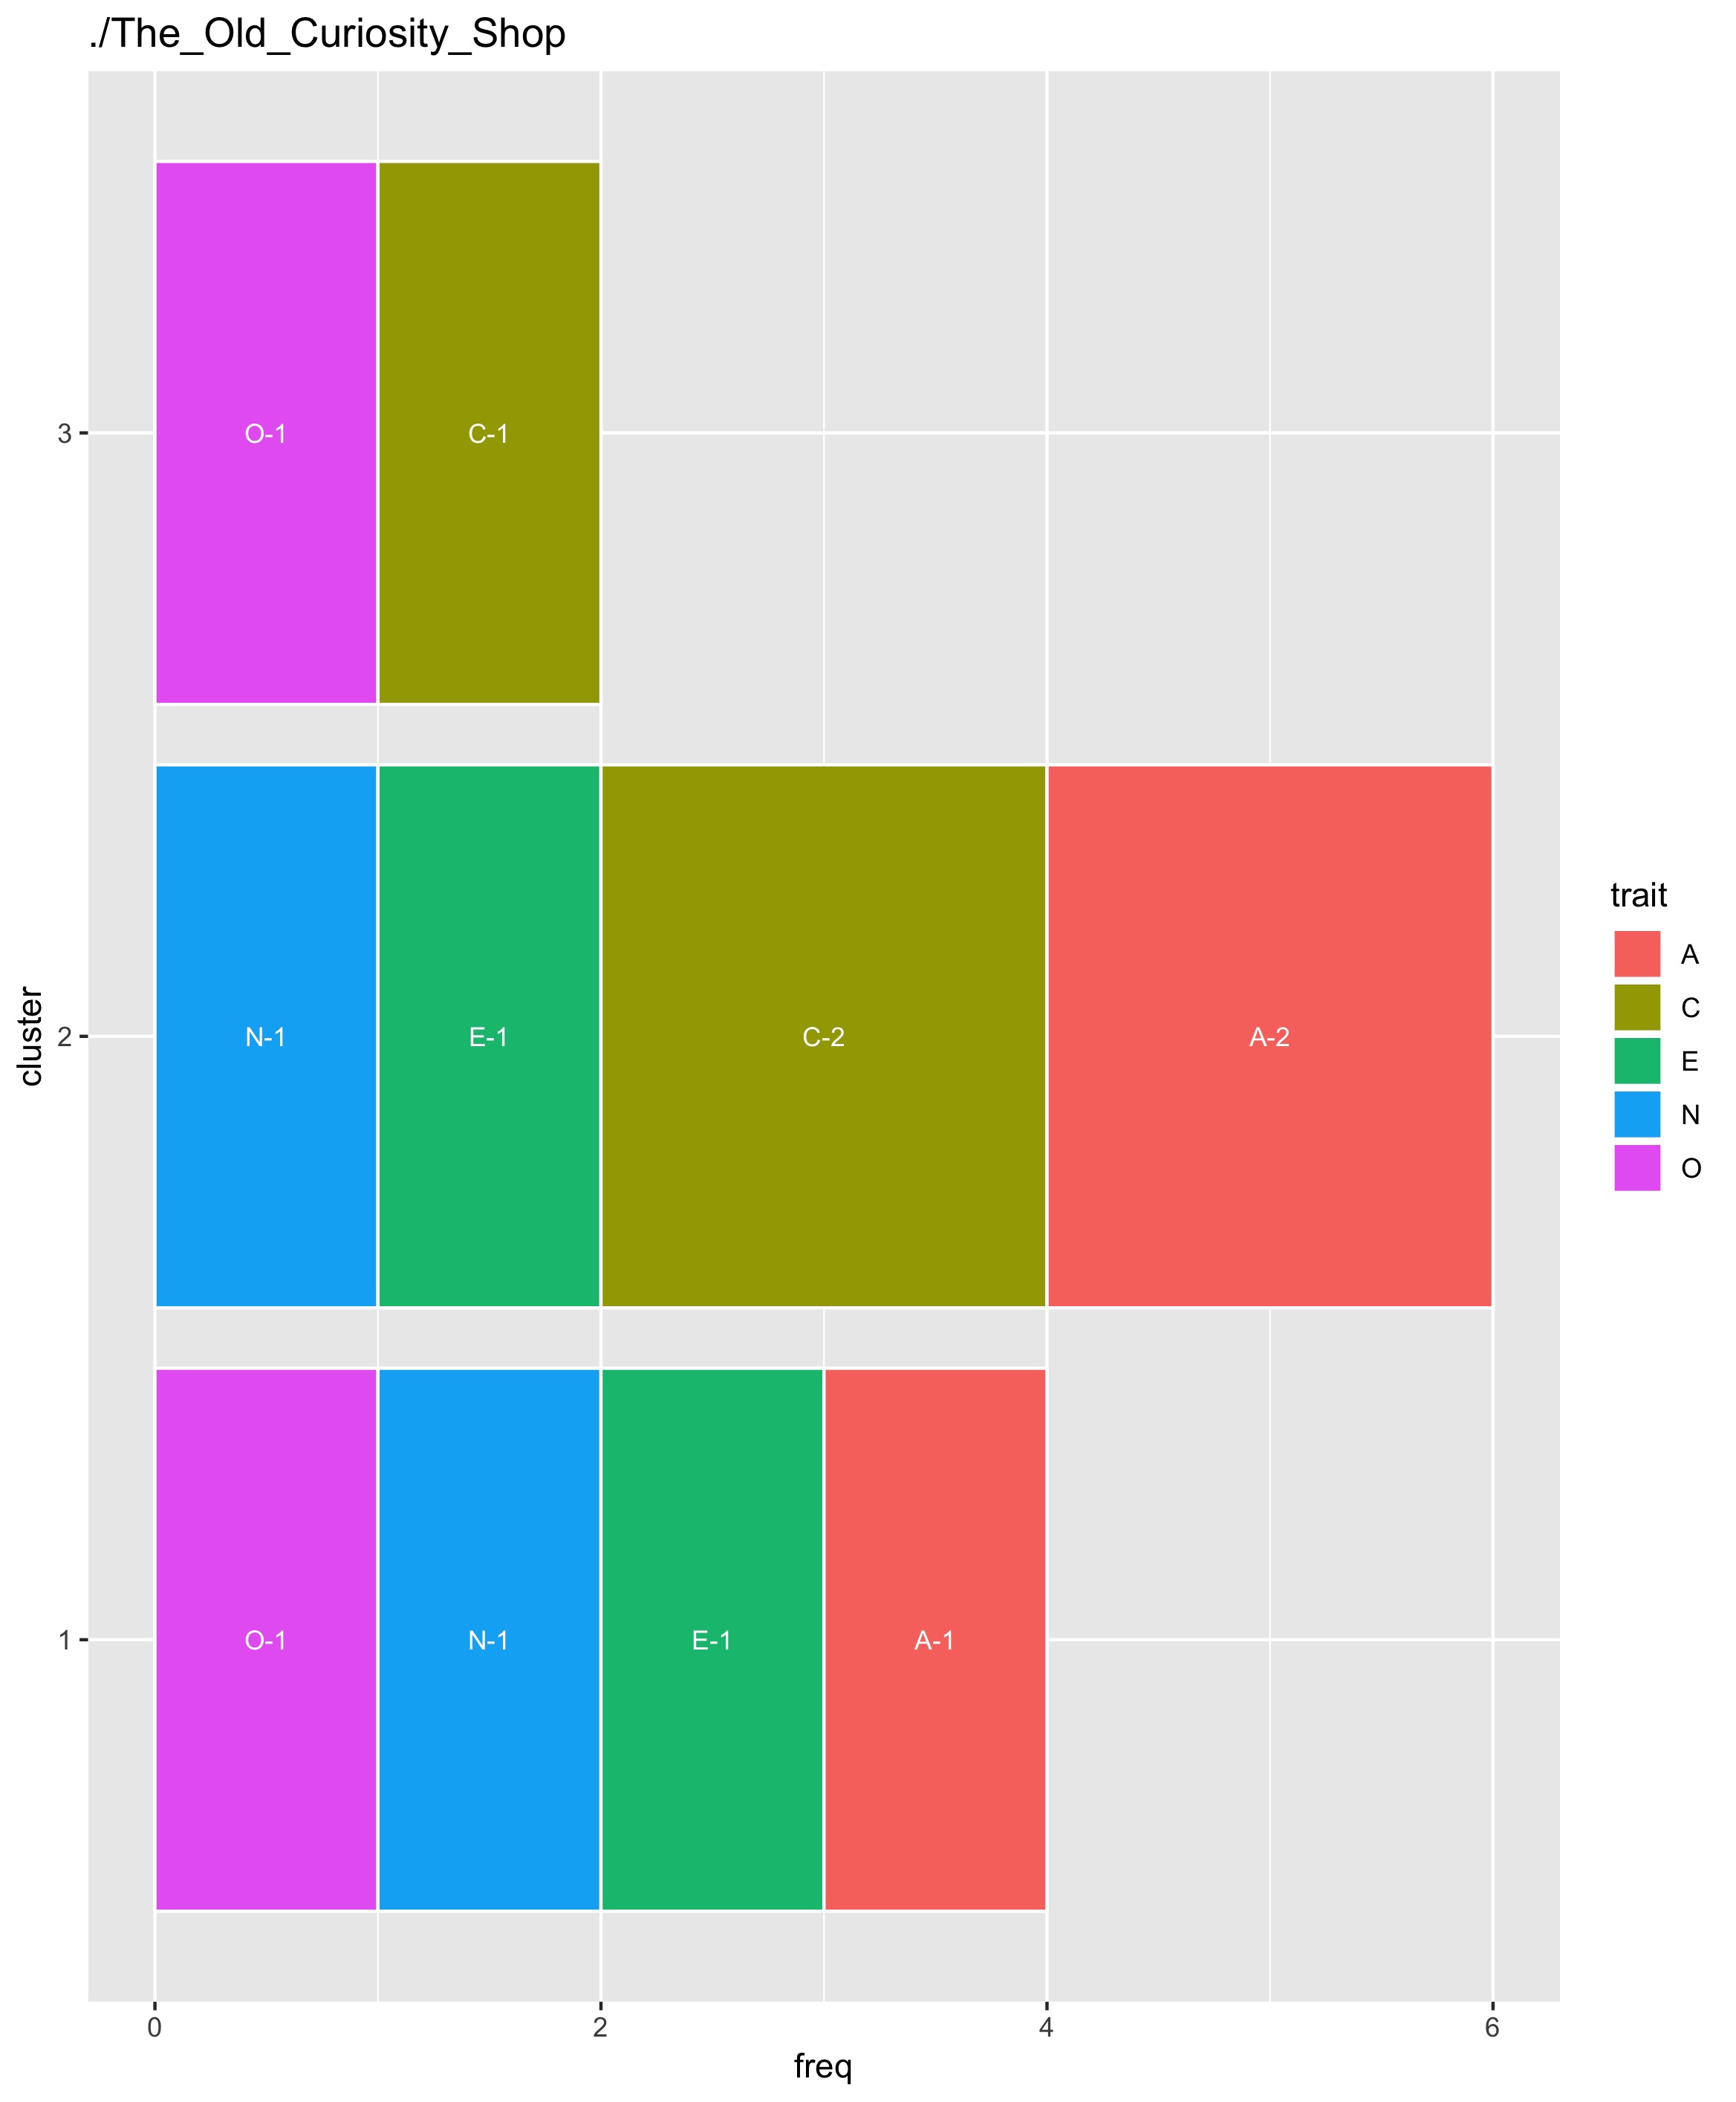 ./The_Old_Curiosity_Shop
3
O-1 C-1
cluster
2
N-1 E-1 C-2 A-2
1
O-1 N-1 E-1 A-1
0 2 4 6
freq
trait
A
C
E
N
O